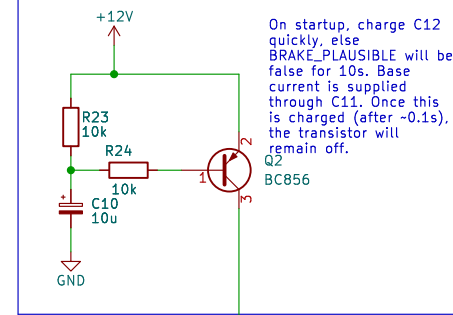 +12V
On startup, charge C12
quickly, else
BRAKE_PLAUSIBLE will be
false for 10s. Base
current is supplied
through C11. Once this
is charged (after ~0.1s),
the transistor will
remain off.
R23
10k
R24
10k
1
2
3
Q2
BC856
+
C10
10u
GND